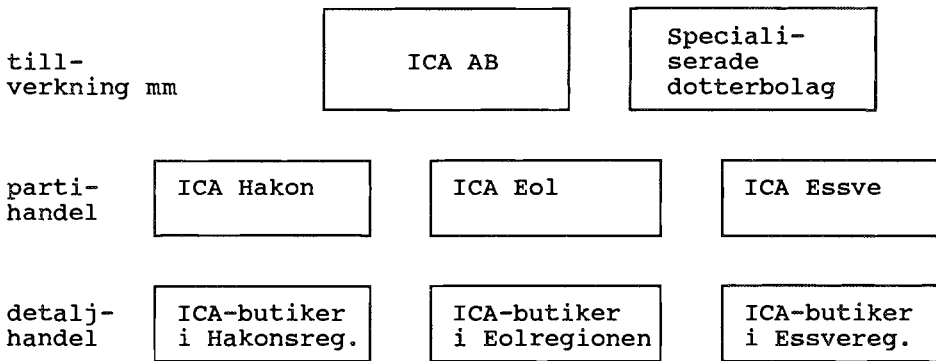 till-
verkning mm
ICA AB
Speciali-
serade
dotterbolag
parti-
handel
ICA Hakon
ICA Eol
ICA Essve
detalj-
handel
ICA-butiker
i Hakonsreg.
ICA-butiker
i Eolregionen
ICA-butiker
i Essvereg.